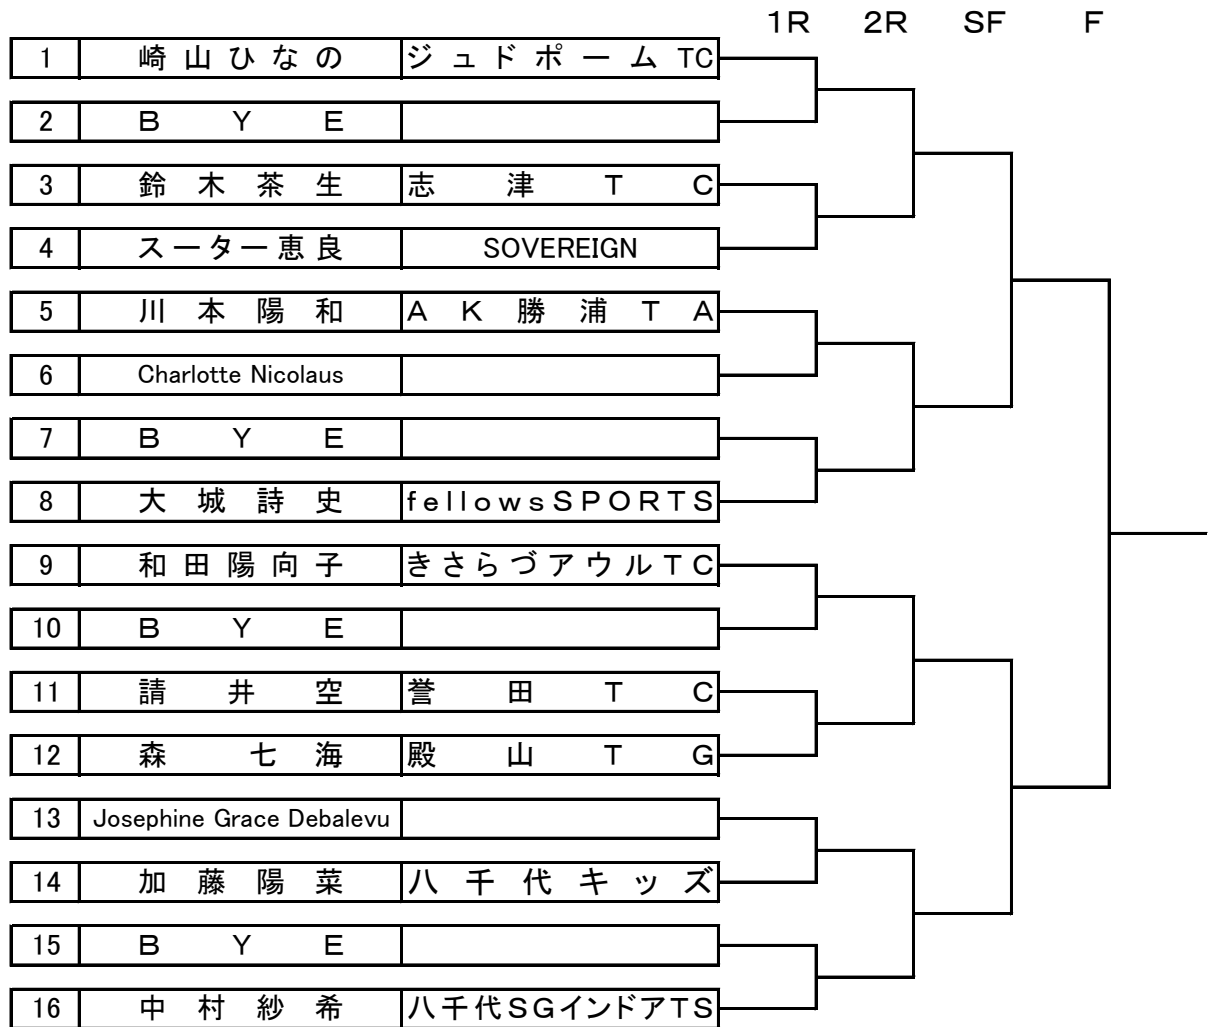 1R 2R SF F
1 崎山ひなの ジュドポームTC
2 BYE
3 鈴木茶生 志津TC
4 スーター恵良 SOVEREIGN
5 川本陽和 AK勝浦TA
6 Charlotte Nicolaus
7 BYE
8 大城詩史 fellowsSPORTS
9 和田陽向子 きさらづアウルTC
10 BYE
11 請井空 誉田TC
12 森七海 殿山TG
13 Josephine Grace Debalevu
14 加藤陽菜 八千代キッズ
15 BYE
16 中村紗希 八千代SGインドアTS